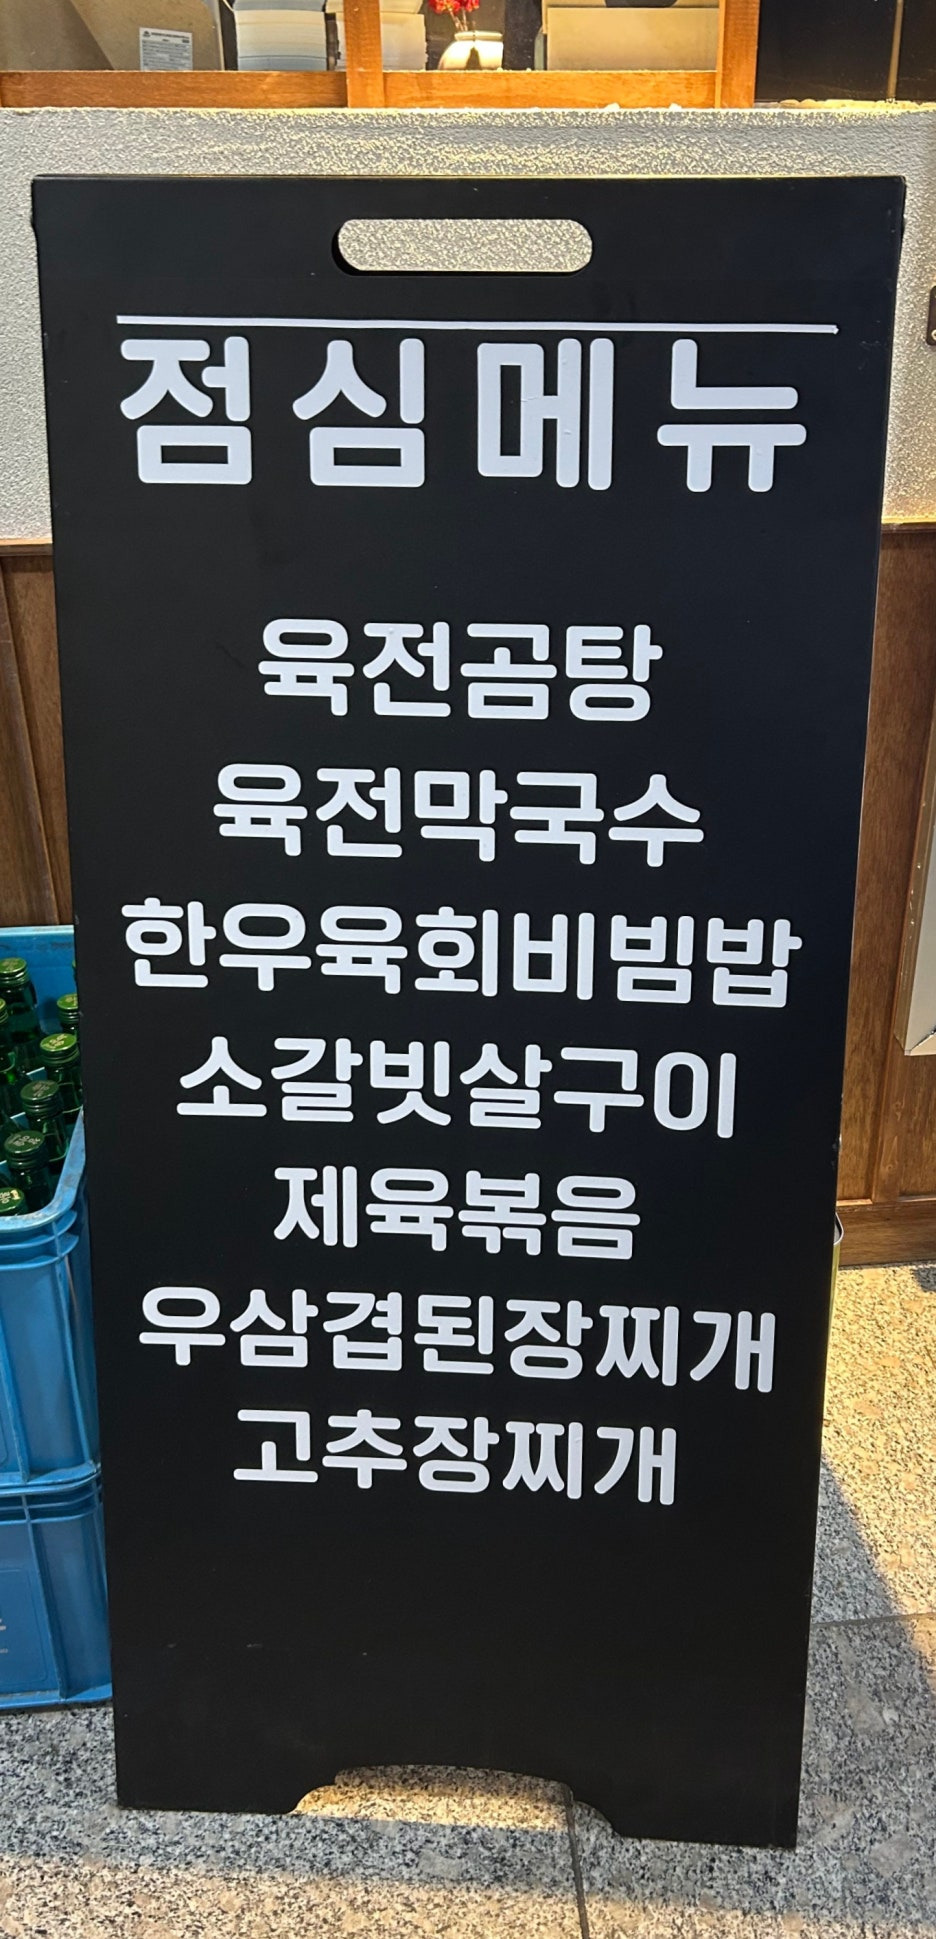 점심메뉴
육전곰탕
육전막국수
한우육회비빔밥
소갈빗살구이
제육볶음
우삼겹된장찌개
고추장찌개